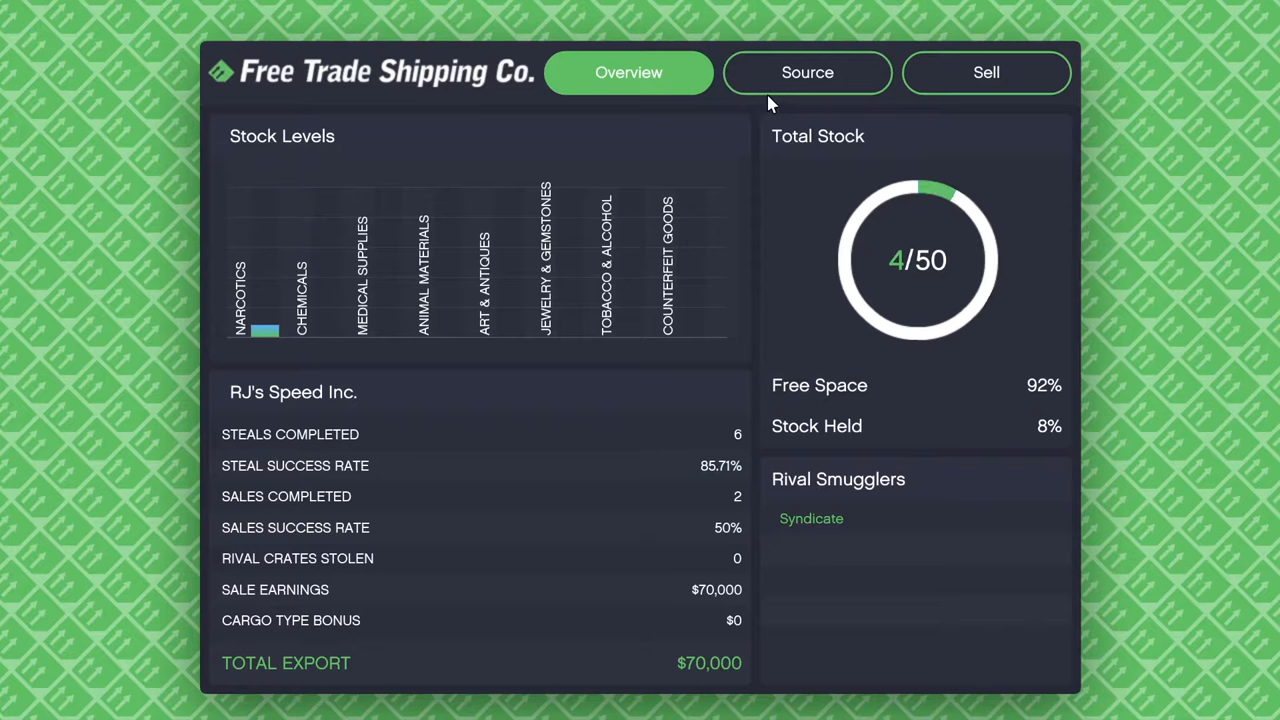 Free Trade Shipping Co.
Overview
Source
Sell
Stock Levels
NARCOTICS
CHEMICALS
MEDICAL SUPPLIES
ANIMAL MATERIALS
ART & ANTIQUES
JEWELRY & GEMSTONES
TOBACCO & ALCOHOL
COUNTERFEIT GOODS
Total Stock
4/50
Free Space 92%
Stock Held 8%
RJ's Speed Inc.
STEALS COMPLETED 6
STEAL SUCCESS RATE 85.71%
SALES COMPLETED 2
SALES SUCCESS RATE 50%
RIVAL CRATES STOLEN 0
SALE EARNINGS $70,000
CARGO TYPE BONUS $0
TOTAL EXPORT $70,000
Rival Smugglers
Syndicate